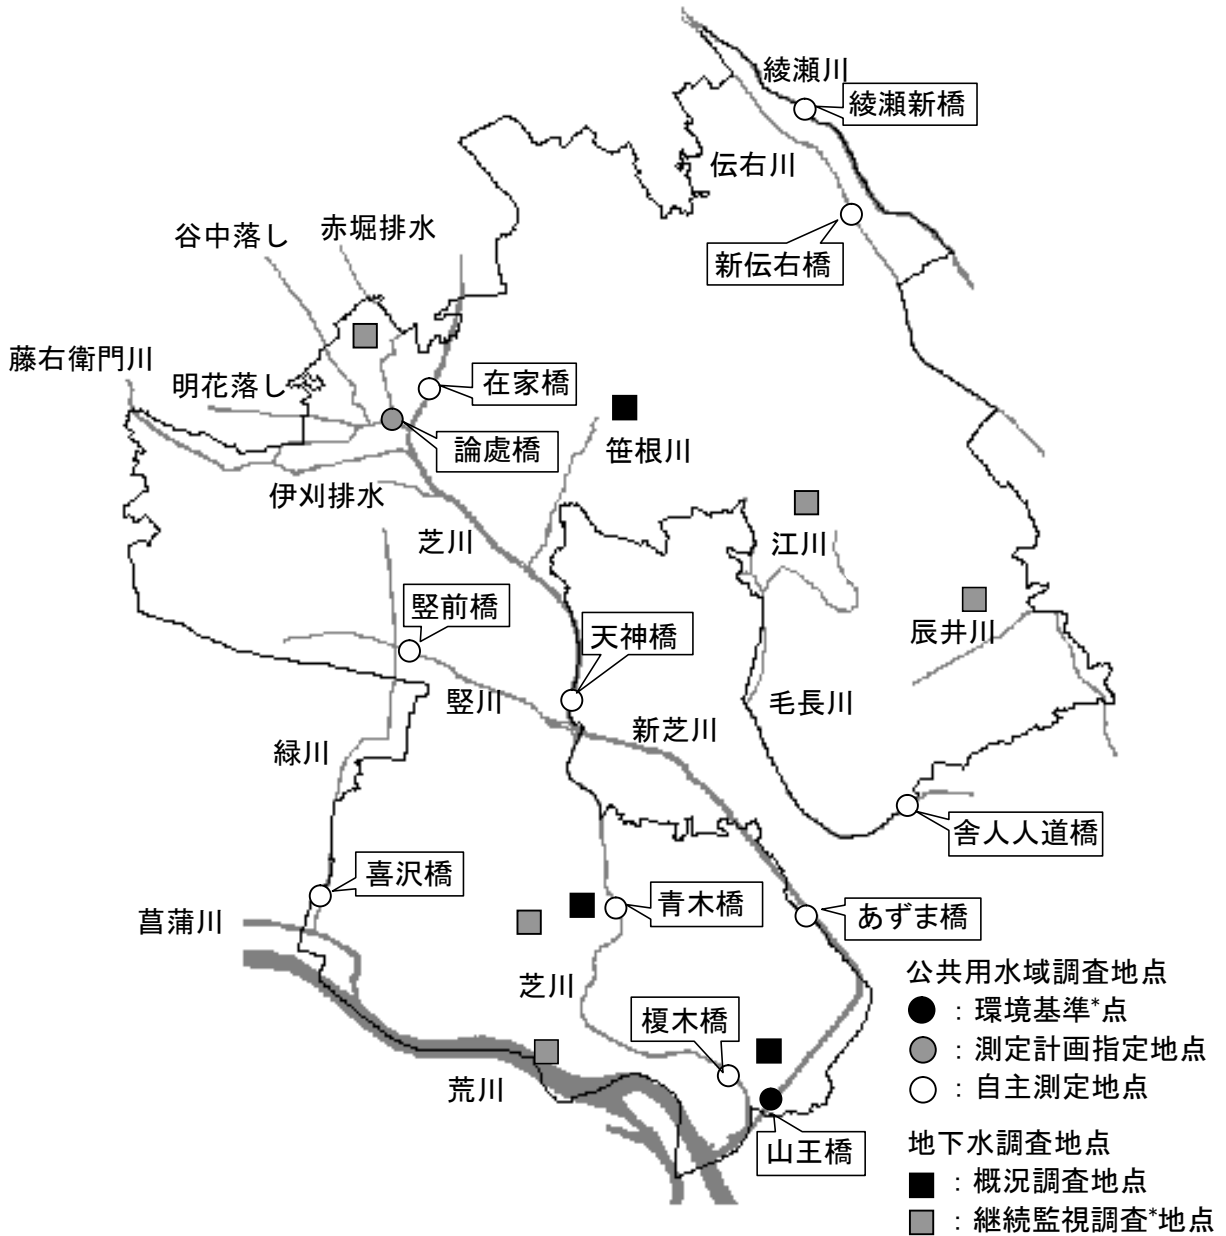 綾瀬川
綾瀬新橋
伝右川
新伝右橋
谷中落し
赤堀排水
藤右衛門川
明花落し
在家橋
論處橋
笹根川
伊刈排水
芝川
江川
竪前橋
天神橋
辰井川
竪川
新芝川
毛長川
緑川
舎人人道橋
喜沢橋
青木橋
あずま橋
菖蒲川
芝川
榎木橋
荒川
山王橋
公共用水域調査地点
：環境基準*点
：測定計画指定地点
：自主測定地点
地下水調査地点
：概況調査地点
：継続監視調査*地点